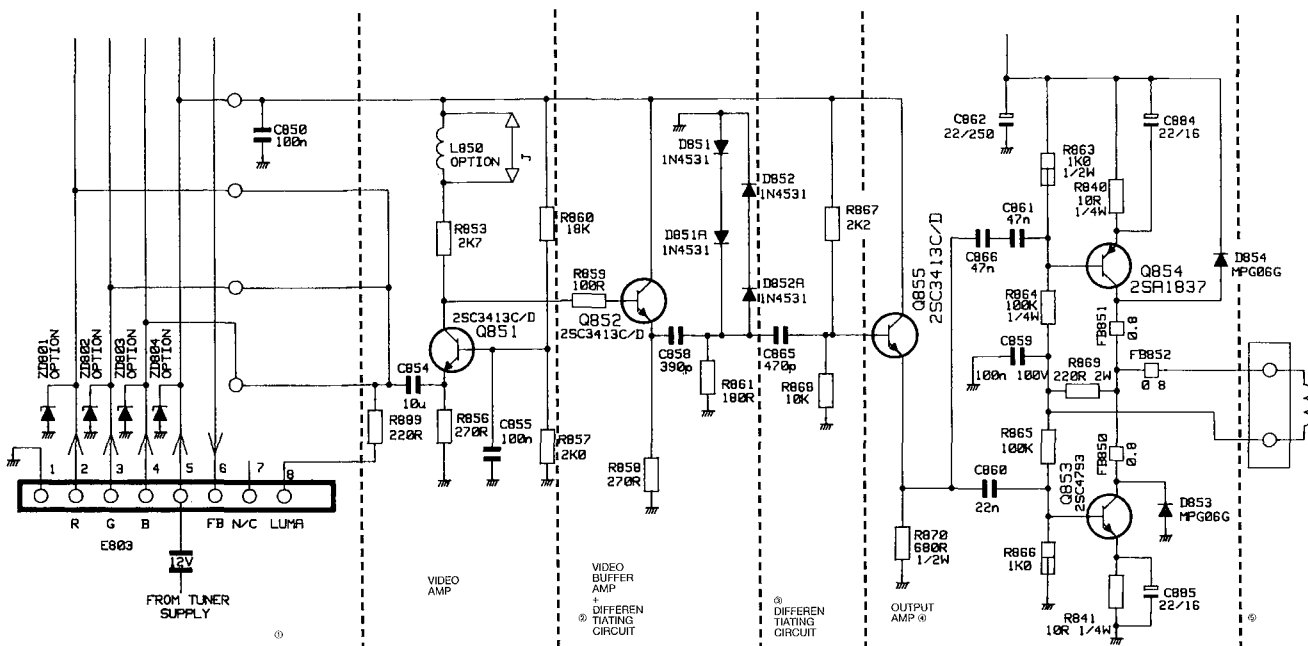 C850
100n
L850
OPTION
J
R853
2K7
R860
18K
D851
1N4531
D852
1N4531
D851A
1N4531
D852A
1N4531
R867
2K2
Q855
2SC3413C/D
C862
22/250
C884
22/16
R863
1K0
1/2W
R840
10R
1/4W
C861
47n
C866
47n
Q854
2SA1837
D854
MPG06G
R864
100K
1/4W
FB851
0.8
C859
100n 100V
R869
220R 2W
FB852
0 8
R859
100R
Q852
2SC3413C/D
2SC3413C/D
Q851
C858
390p
R861
180R
C865
470p
R868
10K
ZD801
OPTION
ZD802
OPTION
ZD803
OPTION
ZD804
OPTION
C854
10u
R889
220R
R856
270R
C855
100n
R857
2K0
R858
270R
R865
100K
FB850
0.8
C860
22n
Q853
2SC4793
D853
MPG06G
R870
680R
1/2W
R866
1K0
C885
22/16
R841
10R 1/4W
1 2 3 4 5 6 7 8
R G B FB N/C LUMA
E803
12V
FROM TUNER
SUPPLY
①
VIDEO
AMP
VIDEO
BUFFER
AMP
+
② DIFFEREN
TIATING
CIRCUIT
③
DIFFEREN
TIATING
CIRCUIT
OUTPUT
AMP ④
⑤